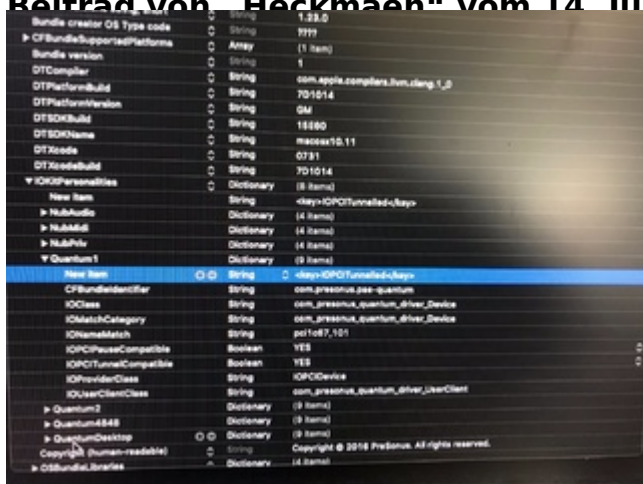 Beitrag von „Heckmaen“ vom 14.
1.23.0
Bundle creator OS Type code String ????
CFBundleSupportedPlatforms Array (1 item)
Bundle version String 1
DTCompiler String com.apple.compilers.llvm.clang.1_0
DTPlatformBuild String 7D1014
DTPlatformVersion String GM
DTSDKBuild String
DTSDKName String macosx10.11
DTXcode String 0731
DTXcodeBuild String 7D1014
IOKitPersonalities Dictionary (8 items)
New item String <key>IOPCITunnelled</key>
NubAudio Dictionary (4 items)
NubMidi Dictionary (4 items)
NubPriv Dictionary (4 items)
Quantum1 Dictionary (9 items)
New item String <key>IOPCITunnelled</key>
CFBundleIdentifier String com.presonus.pae-quantum
IOClass String com_presonus_quantum_driver_Device
IOMatchCategory String com_presonus_quantum_driver_Device
IONameMatch String pci1c67,101
IOPCIPauseCompatible Boolean YES
IOPCITunnelCompatible Boolean YES
IOProviderClass String IOPCIDevice
IOUserClientClass String com_presonus_quantum_driver_UserClient
Quantum2 Dictionary (9 items)
Quantum4848 Dictionary (9 items)
QuantumDesktop Dictionary (9 items)
Copyright (human-readable) String Copyright © 2016 PreSonus. All rights reserved.
OSBundleLibraries Dictionary (4 items)